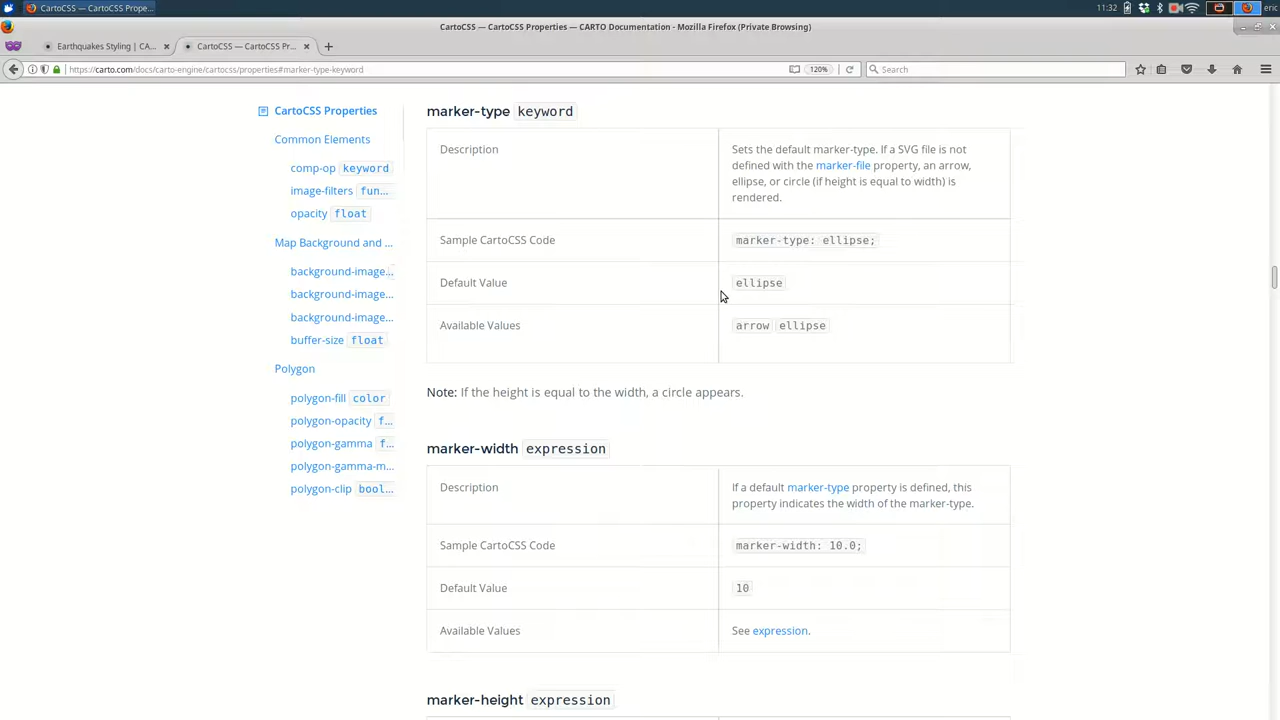 CartoCSS — CartoCSS Prope...
11:32
eric
CartoCSS — CartoCSS Properties — CARTO Documentation - Mozilla Firefox (Private Browsing)
Earthquakes Styling | CA...
CartoCSS — CartoCSS Pr...
https://carto.com/docs/carto-engine/cartocss/properties#marker-type-keyword
120%
Search
CartoCSS Properties
Common Elements
comp-op keyword
image-filters fun...
opacity float
Map Background and ...
background-image...
background-image...
background-image...
buffer-size float
Polygon
polygon-fill color
polygon-opacity f...
polygon-gamma f...
polygon-gamma-m...
polygon-clip bool...
marker-type keyword
Description
Sets the default marker-type. If a SVG file is not
defined with the marker-file property, an arrow,
ellipse, or circle (if height is equal to width) is
rendered.
Sample CartoCSS Code
marker-type: ellipse;
Default Value
ellipse
Available Values
arrow ellipse
Note: If the height is equal to the width, a circle appears.
marker-width expression
Description
If a default marker-type property is defined, this
property indicates the width of the marker-type.
Sample CartoCSS Code
marker-width: 10.0;
Default Value
10
Available Values
See expression.
marker-height expression